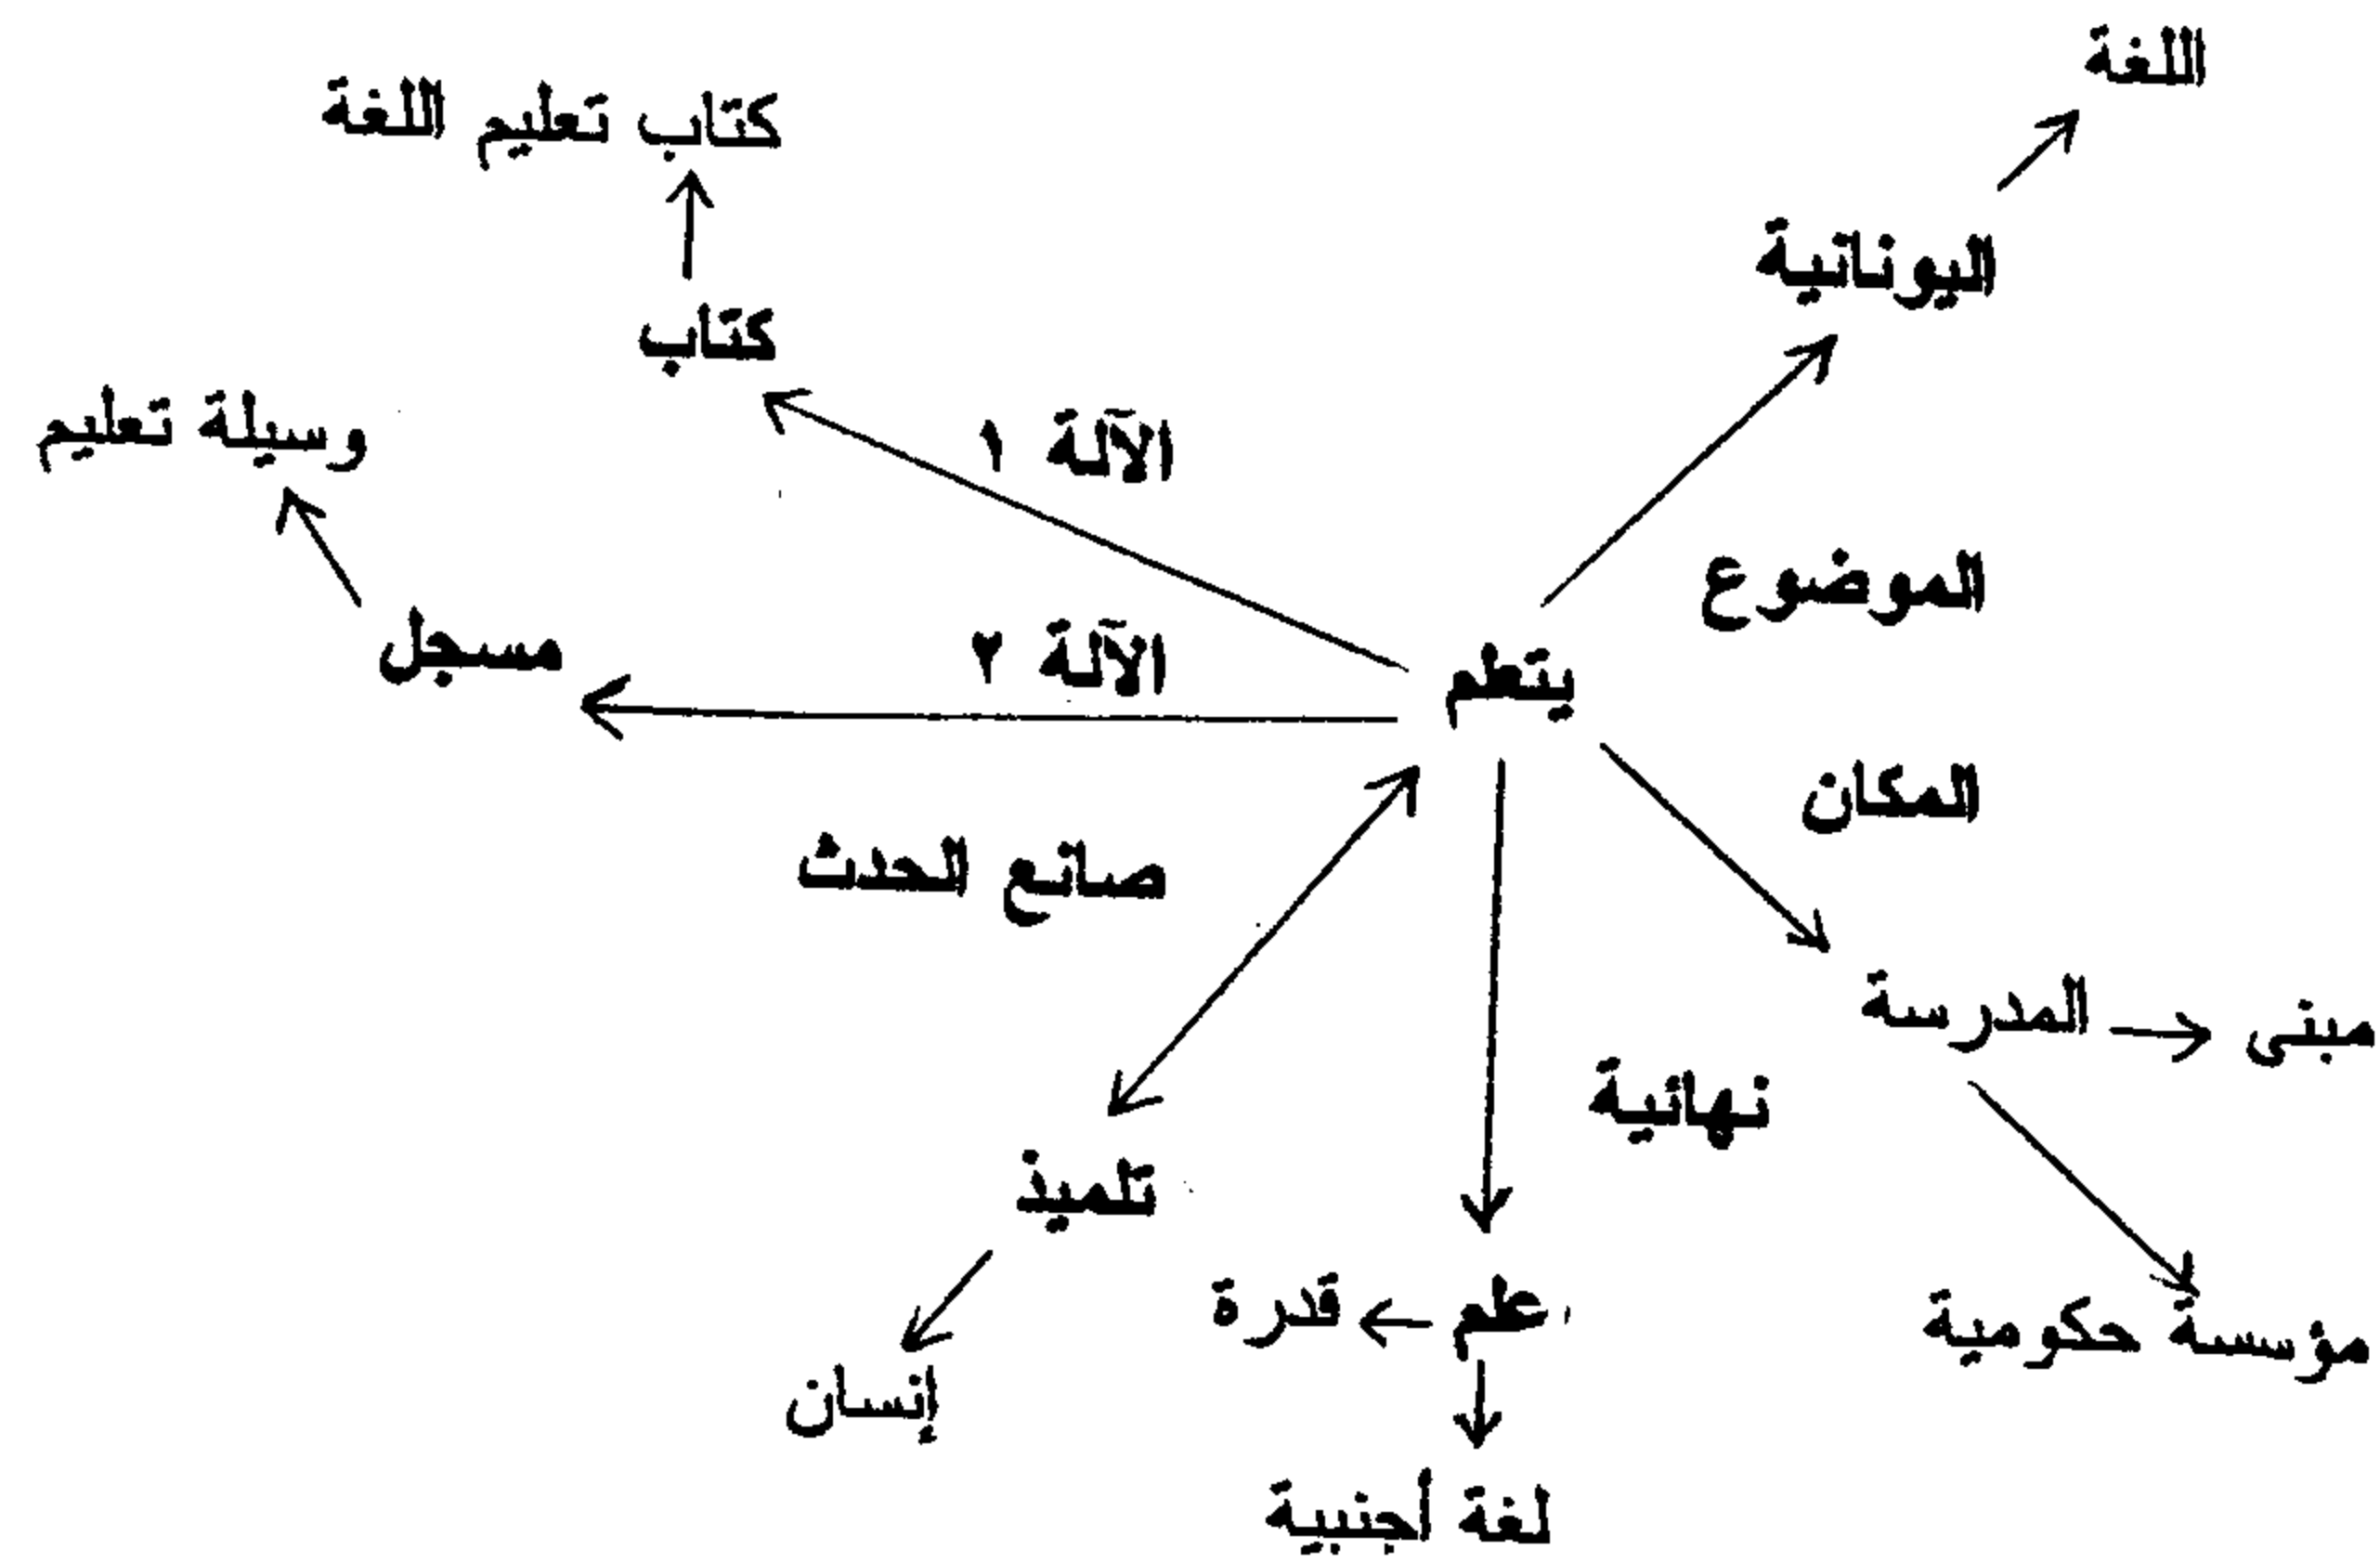 اللغة
كتاب تعليم اللغة
اليونانية
كتاب
وسيلة تعليم
الآلة ١
الموضوع
مسجل
الآلة ٢
يتعلم
المكان
صانع الحدث
المدرسة
مبنى
نهائية
تلميذ
علم
قدرة
مؤسسة حكومية
إنسان
لغة أجنبية